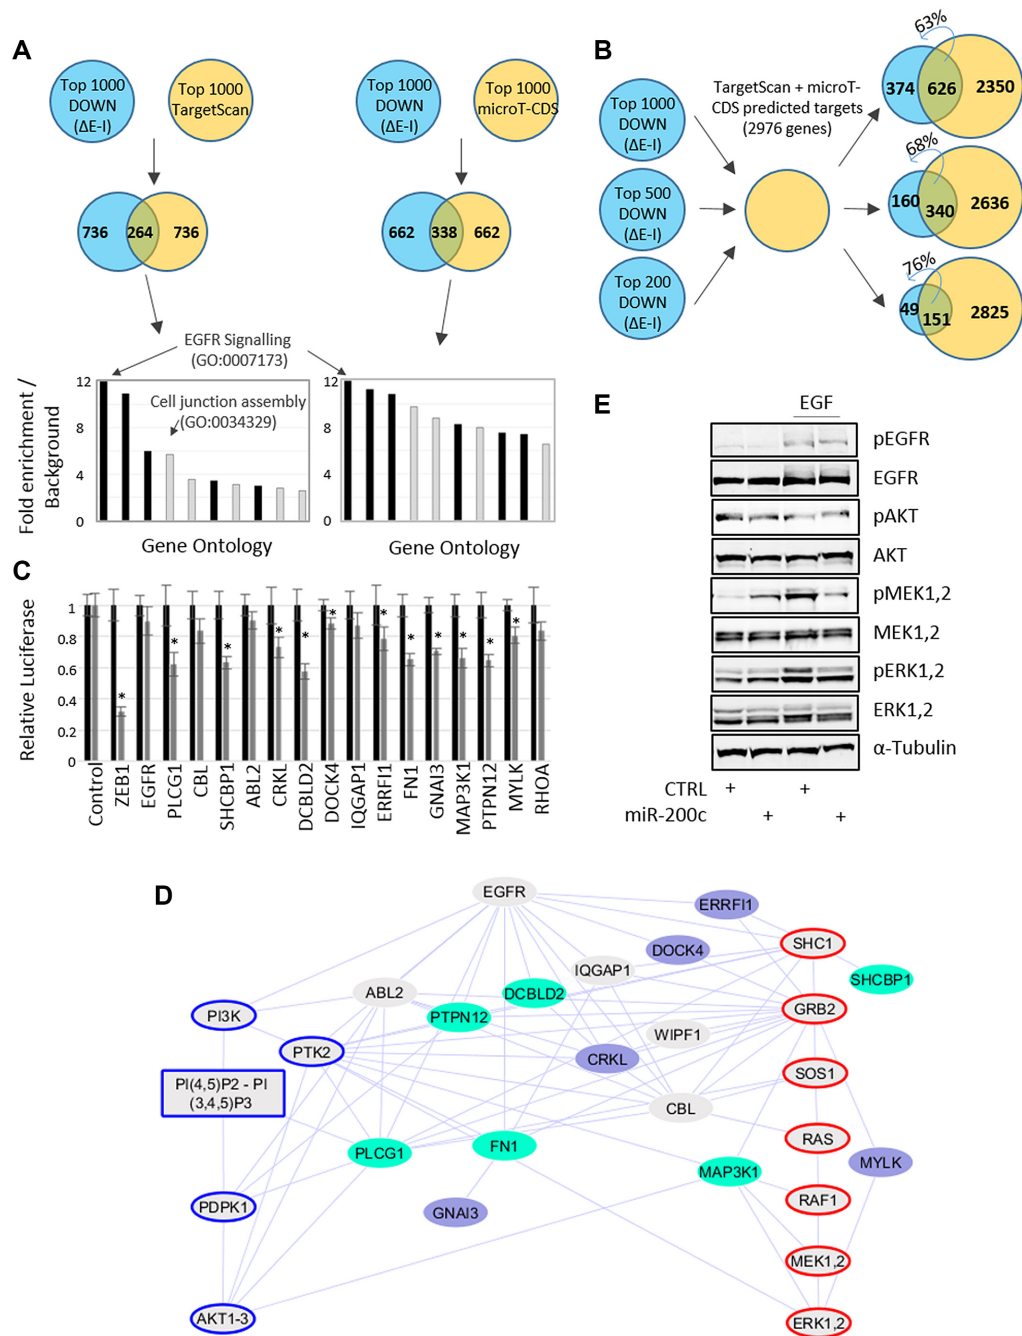 A
Top 1000
DOWN
(ΔE-I)
Top 1000
TargetScan
Top 1000
DOWN
(ΔE-I)
Top 1000
microT-CDS
736
264
736
662
338
662
EGFR Signalling
(GO:0007173)
Cell junction assembly
(GO:0034329)
Fold enrichment /
Background
12
8
4
0
Gene Ontology
12
8
4
0
Gene Ontology
B
Top 1000
DOWN
(ΔE-I)
Top 500
DOWN
(ΔE-I)
Top 200
DOWN
(ΔE-I)
TargetScan + microT-
CDS predicted targets
(2976 genes)
63%
374
626
2350
68%
160
340
2636
76%
49
151
2825
C
Relative Luciferase
1
0.8
0.6
0.4
0.2
0
*
*
*
*
*
*
*
*
*
*
*
*
Control
ZEB1
EGFR
PLCG1
CBL
SHCBP1
ABL2
CRKL
DCBLD2
DOCK4
IQGAP1
ERRFI1
FN1
GNAI3
MAP3K1
PTPN12
MYLK
RHOA
E
EGF
pEGFR
EGFR
pAKT
AKT
pMEK1,2
MEK1,2
pERK1,2
ERK1,2
α-Tubulin
CTRL + +
miR-200c + +
D
EGFR
ERRFI1
SHC1
DOCK4
IQGAP1
SHCBP1
ABL2
DCBLD2
PTPN12
GRB2
PI3K
WIPF1
PTK2
CRKL
SOS1
PI(4,5)P2 - PI
(3,4,5)P3
CBL
RAS
PLCG1
FN1
MAP3K1
MYLK
PDPK1
GNAI3
RAF1
MEK1,2
AKT1-3
ERK1,2